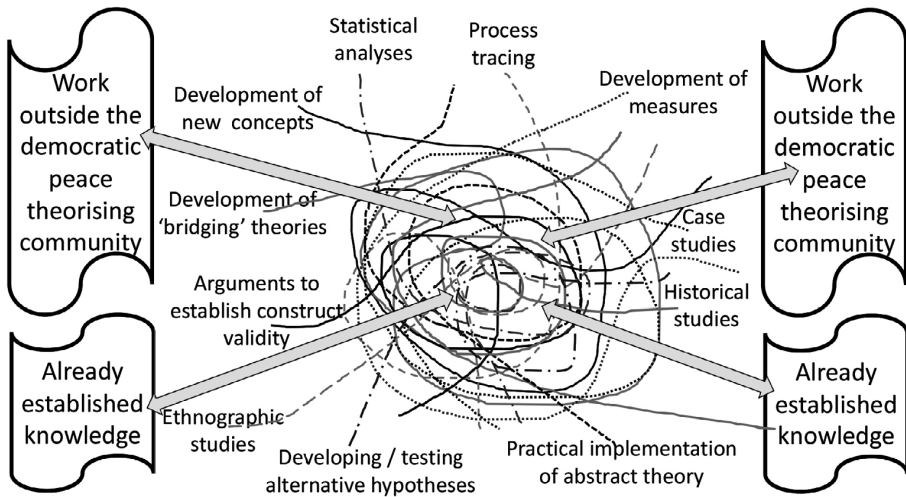 Work
outside the
democratic
peace
theorising
community
Already
established
knowledge
Statistical
analyses
Process
tracing
Development of
new concepts
Development of
measures
Development of
‘bridging’ theories
Case
studies
Arguments to
establish construct
validity
Historical
studies
Ethnographic
studies
Developing / testing
alternative hypotheses
Practical implementation
of abstract theory
Work
outside the
democratic
peace
theorising
community
Already
established
knowledge